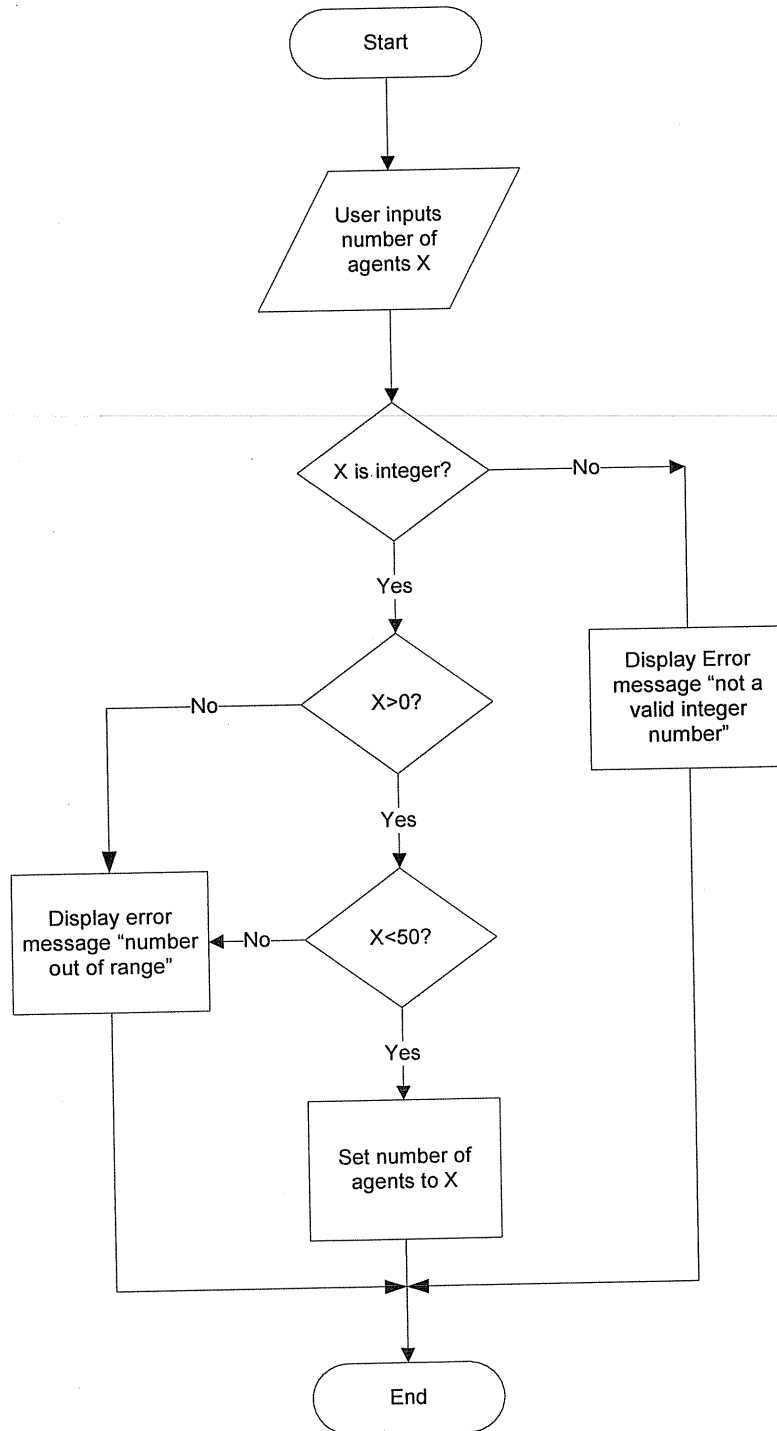 Start
User inputs
number of
agents X
X is integer?
No
Yes
Display Error
message “not a
valid integer
number”
X>0?
No
Yes
Display error
message “number
out of range”
No
X<50?
Yes
Set number of
agents to X
End